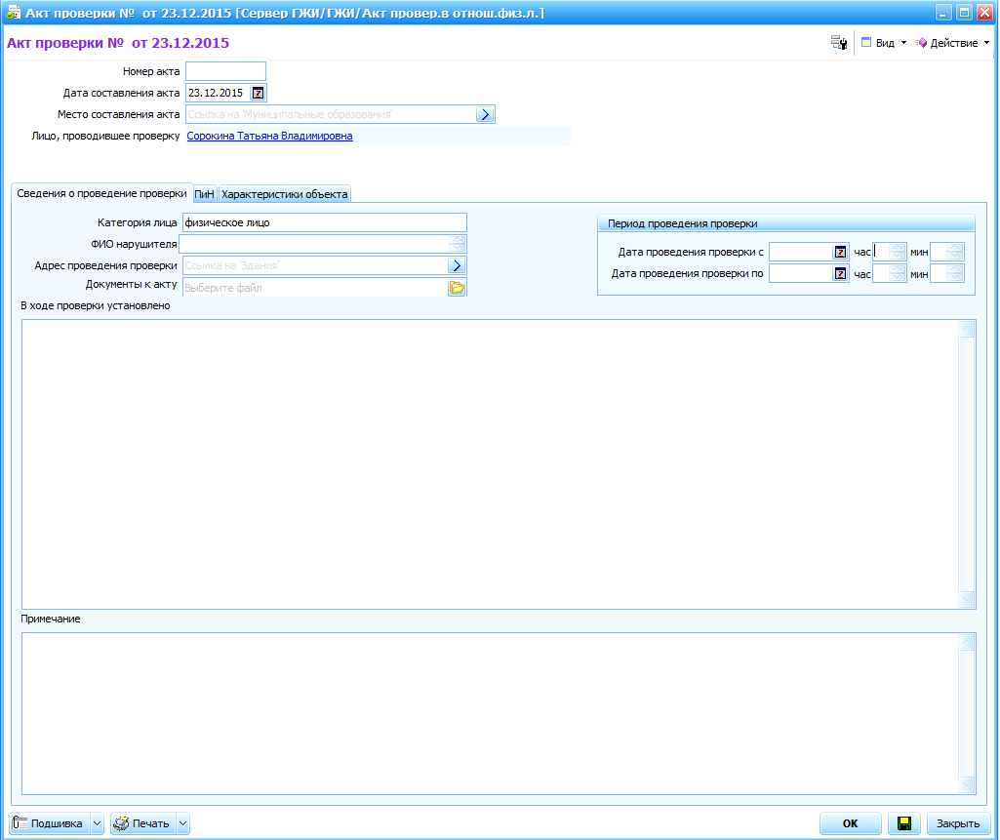 Акт проверки № от 23.12.2015 [Сервер ГЖИ/ГЖИ/Акт провер.в отнош.физ.л.]
Акт проверки № от 23.12.2015
Вид
Действие
Номер акта
Дата составления акта 23.12.2015
Место составления акта Ссылка на 'Муниципальные образования'
Лицо, проводившее проверку Сорокина Татьяна Владимировна
Сведения о проведение проверки ПиН Характеристики объекта
Категория лица физическое лицо
ФИО нарушителя
Адрес проведения проверки Ссылка на 'Здания'
Документы к акту Выберите файл
Период проведения проверки
Дата проведения проверки с час мин
Дата проведения проверки по час мин
В ходе проверки установлено
Примечание
Подшивка Печать OK Закрыть